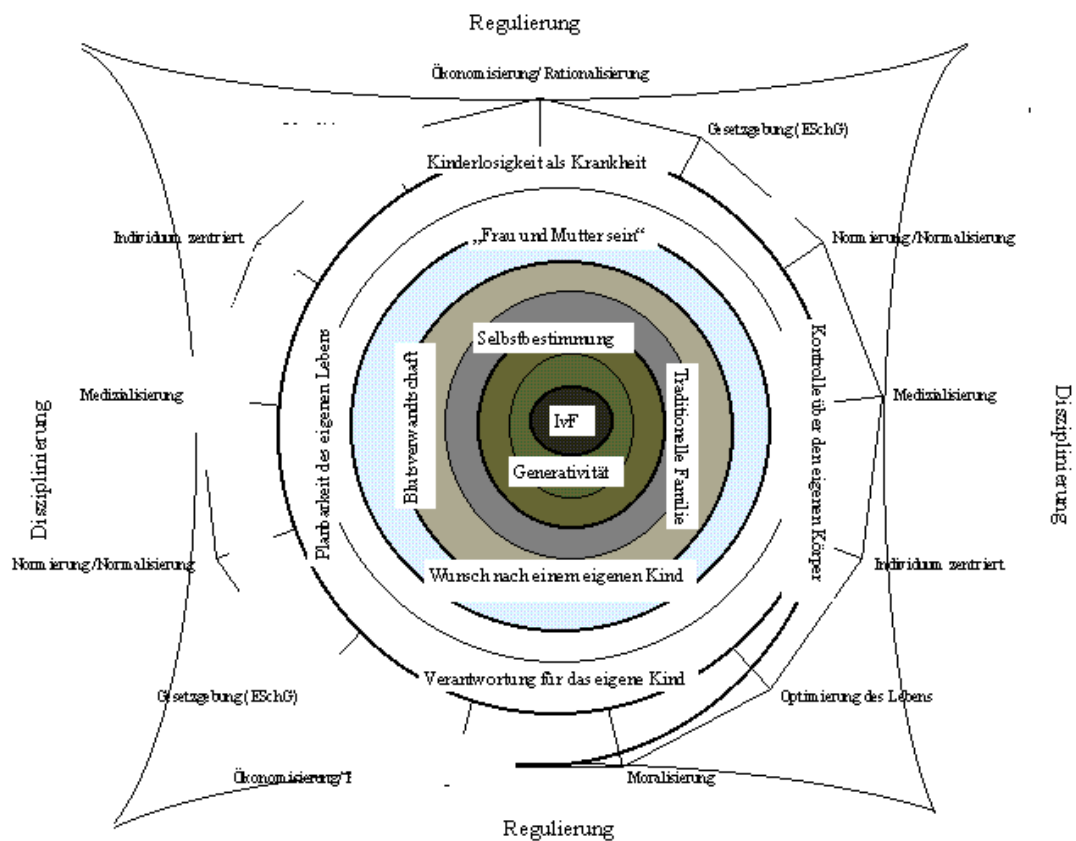 Regulierung
Ökonomisierung/Rationalisierung
Gesetzgebung (ESchG)
Kinderlosigkeit als Krankheit
Individuum zentriert
„Frau und Mutter sein“
Normierung/Normalisierung
Selbstbestimmung
Disziplinierung
Medizialisierung
Planbarkeit des eigenen Lebens
Blutsverwandtschaft
IvF
Traditionelle Familie
Kontrolle über den eigenen Körper
Medizialisierung
Disziplinierung
Generativität
Normierung/Normalisierung
Wunsch nach einem eigenen Kind
Individuum zentriert
Verantwortung für das eigene Kind
Gesetzgebung (ESchG)
Optimierung des Lebens
Ökonomisierung/
Moralisierung
Regulierung